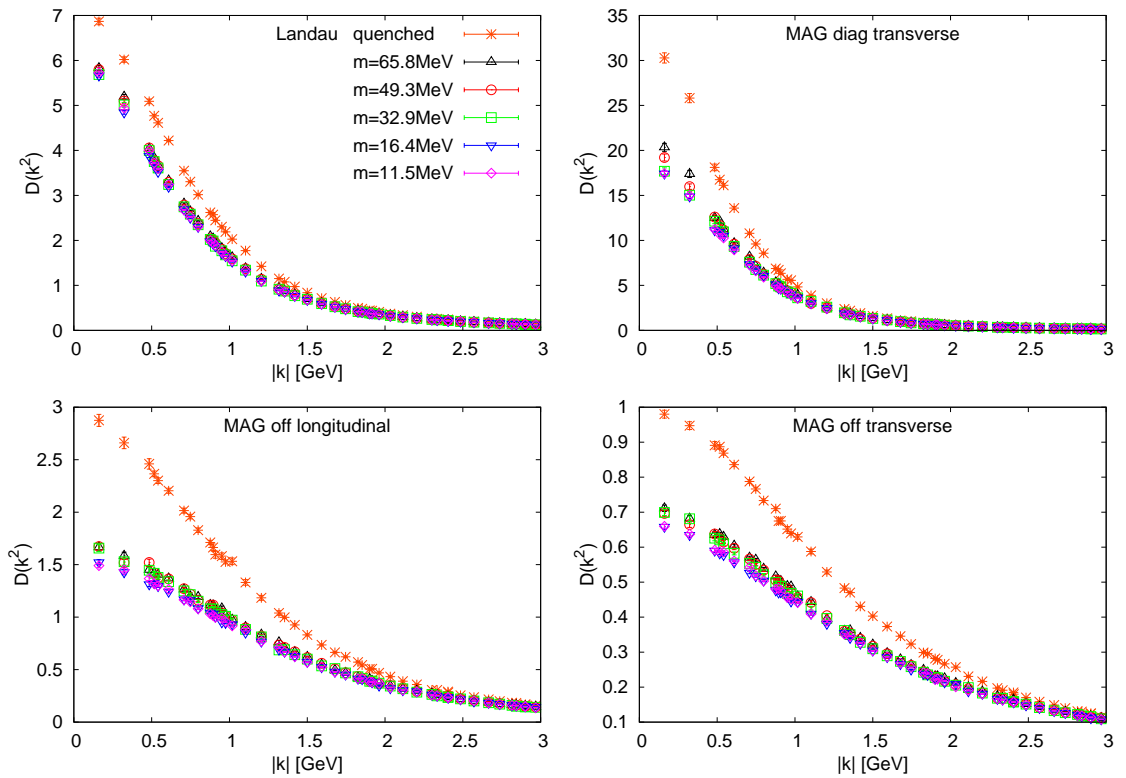 7
6
5
4
3
2
1
0
D(k²)
0 0.5 1 1.5 2 2.5 3
|k| [GeV]
Landau quenched
m=65.8MeV
m=49.3MeV
m=32.9MeV
m=16.4MeV
m=11.5MeV
35
30
25
20
15
10
5
0
D(k²)
0 0.5 1 1.5 2 2.5 3
|k| [GeV]
MAG diag transverse
3
2.5
2
1.5
1
0.5
0
D(k²)
0 0.5 1 1.5 2 2.5 3
|k| [GeV]
MAG off longitudinal
1
0.9
0.8
0.7
0.6
0.5
0.4
0.3
0.2
0.1
D(k²)
0 0.5 1 1.5 2 2.5 3
|k| [GeV]
MAG off transverse